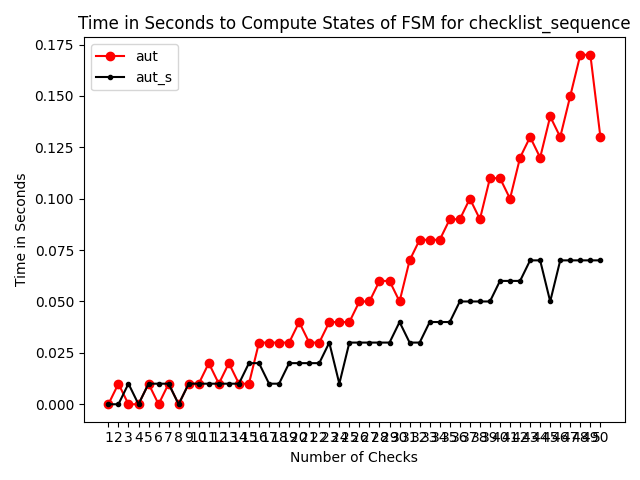 Time in Seconds to Compute States of FSM for checklist_sequence
aut
aut_s
0.175
0.150
0.125
0.100
0.075
0.050
0.025
0.000
Time in Seconds
1 2 3 4 5 6 7 8 9 10 11 12 13 14 15 16 17 18 19 20 21 22 23 24 25 26 27 28 29 30 31 32 33 34 35 36 37 38 39 40 41 42 43 44 45 46 47 48 49 50
Number of Checks